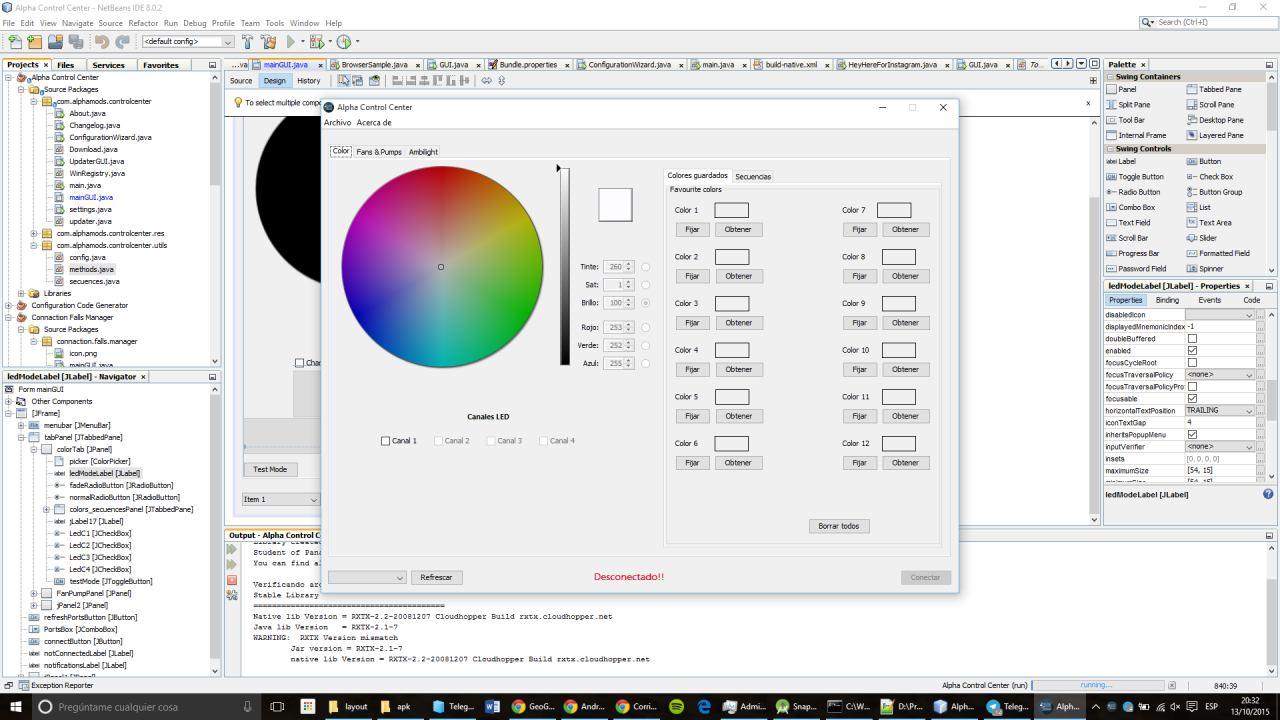 Alpha Control Center - NetBeans IDE 8.0.2
File Edit View Navigate Source Refactor Run Debug Profile Team Tools Window Help
Search (Ctrl+I)
<default config>
Projects Files Services Favorites
Alpha Control Center
Source Packages
com.alphamods.controlcenter
About.java
Changelog.java
ConfigurationWizard.java
Download.java
UpdaterGUI.java
WinRegistry.java
main.java
mainGUI.java
settings.java
updater.java
com.alphamods.controlcenter.res
com.alphamods.controlcenter.utils
config.java
methods.java
secuences.java
Libraries
Configuration Code Generator
Connection Falls Manager
Source Packages
connection.falls.manager
icon.png
mainGUI.java
ledModeLabel [JLabel] - Navigator
Form mainGUI
Other Components
[JFrame]
menubar [JMenuBar]
tabPanel [JTabbedPane]
colorTab [JPanel]
picker [ColorPicker]
ledModeLabel [JLabel]
fadeRadioButton [JRadioButton]
normalRadioButton [JRadioButton]
colors_secuencesPanel [JTabbedPane]
jLabel17 [JLabel]
LedC1 [JCheckBox]
LedC2 [JCheckBox]
LedC3 [JCheckBox]
LedC4 [JCheckBox]
testMode [JToggleButton]
FanPumpPanel [JPanel]
jPanel2 [JPanel]
refreshPortsButton [JButton]
PortsBox [JComboBox]
connectButton [JButton]
notConnectedLabel [JLabel]
notificationsLabel [JLabel]
Exception Reporter
...va mainGUI.java BrowserSample.java GUI.java Bundle.properties ConfigurationWizard.java main.java build-native.xml HeyHereForInstagram.java GUI.java
Source Design History
To select multiple compo
Test Mode
Item 1
Alpha Control Center
Archivo Acerca de
Color Fans & Pumps Ambilight
Tinte: 260
Sat: 1
Brillo: 100
Rojo: 253
Verde: 252
Azul: 255
Canales LED
Canal 1 Canal 2 Canal 3 Canal 4
Colores guardados Secuencias
Favourite colors
Color 1 Color 7
Fijar Obtener Fijar Obtener
Color 2 Color 8
Fijar Obtener Fijar Obtener
Color 3 Color 9
Fijar Obtener Fijar Obtener
Color 4 Color 10
Fijar Obtener Fijar Obtener
Color 5 Color 11
Fijar Obtener Fijar Obtener
Color 6 Color 12
Fijar Obtener Fijar Obtener
Borrar todos
Refrescar Desconectado!! Conectar
Output - Alpha Control C
Student of Pana
You can find al
Verificando arc
Stable Library
=========================================
Native lib Version = RXTX-2.2-20081207 Cloudhopper Build rxtx.cloudhopper.net
Java lib Version = RXTX-2.1-7
WARNING: RXTX Version mismatch
Jar version = RXTX-2.1-7
native lib Version = RXTX-2.2-20081207 Cloudhopper Build rxtx.cloudhopper.net
Palette
Swing Containers
Panel Tabbed Pane
Split Pane Scroll Pane
Tool Bar Desktop Pane
Internal Frame Layered Pane
Swing Controls
Label Button
Toggle Button Check Box
Radio Button Button Group
Combo Box List
Text Field Text Area
Scroll Bar Slider
Progress Bar Formatted Field
Password Field Spinner
ledModeLabel [JLabel] - Properties
Properties Binding Events Code
disabledIcon
displayedMnemonicIndex -1
doubleBuffered
enabled
focusCycleRoot
focusTraversalPolicy <none>
focusTraversalPolicyPro
focusable
horizontalTextPosition TRAILING
iconTextGap 4
inheritsPopupMenu
inputVerifier <none>
insets [0, 0, 0, 0]
maximumSize [54, 15]
ledModeLabel [JLabel]
Alpha Control Center (run) running... 840:39
Pregúntame cualquier cosa
layout apk Teleg... GooG... Andr... Corri... Admi... Snap... C:\W... D:\Pr... Alpha... Teleg... Alpha...
ESP 20:32
13/10/2015